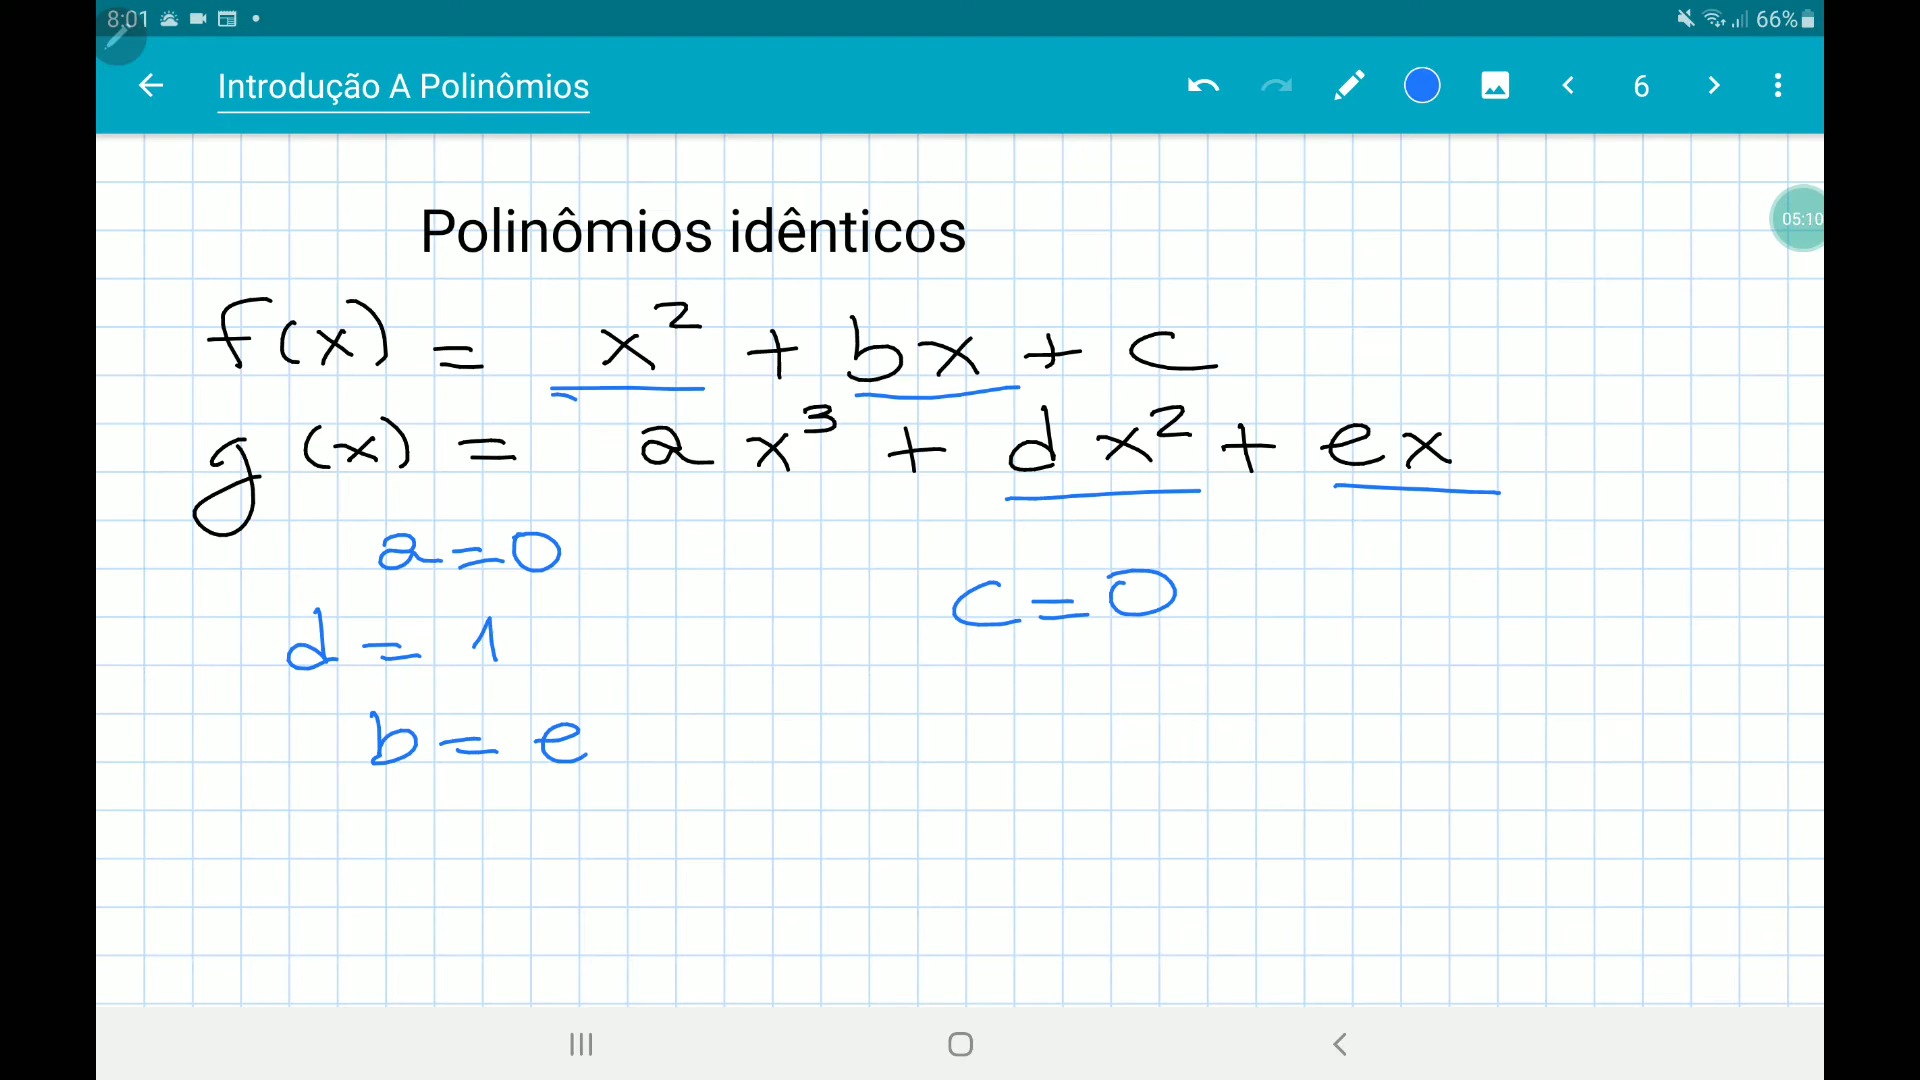 8:01 66%
Introdução A Polinômios 6
05:10
Polinômios idênticos
f(x) = x² + bx + c
g(x) = ax³ + dx² + ex
a=0
c=0
d = 1
b = e